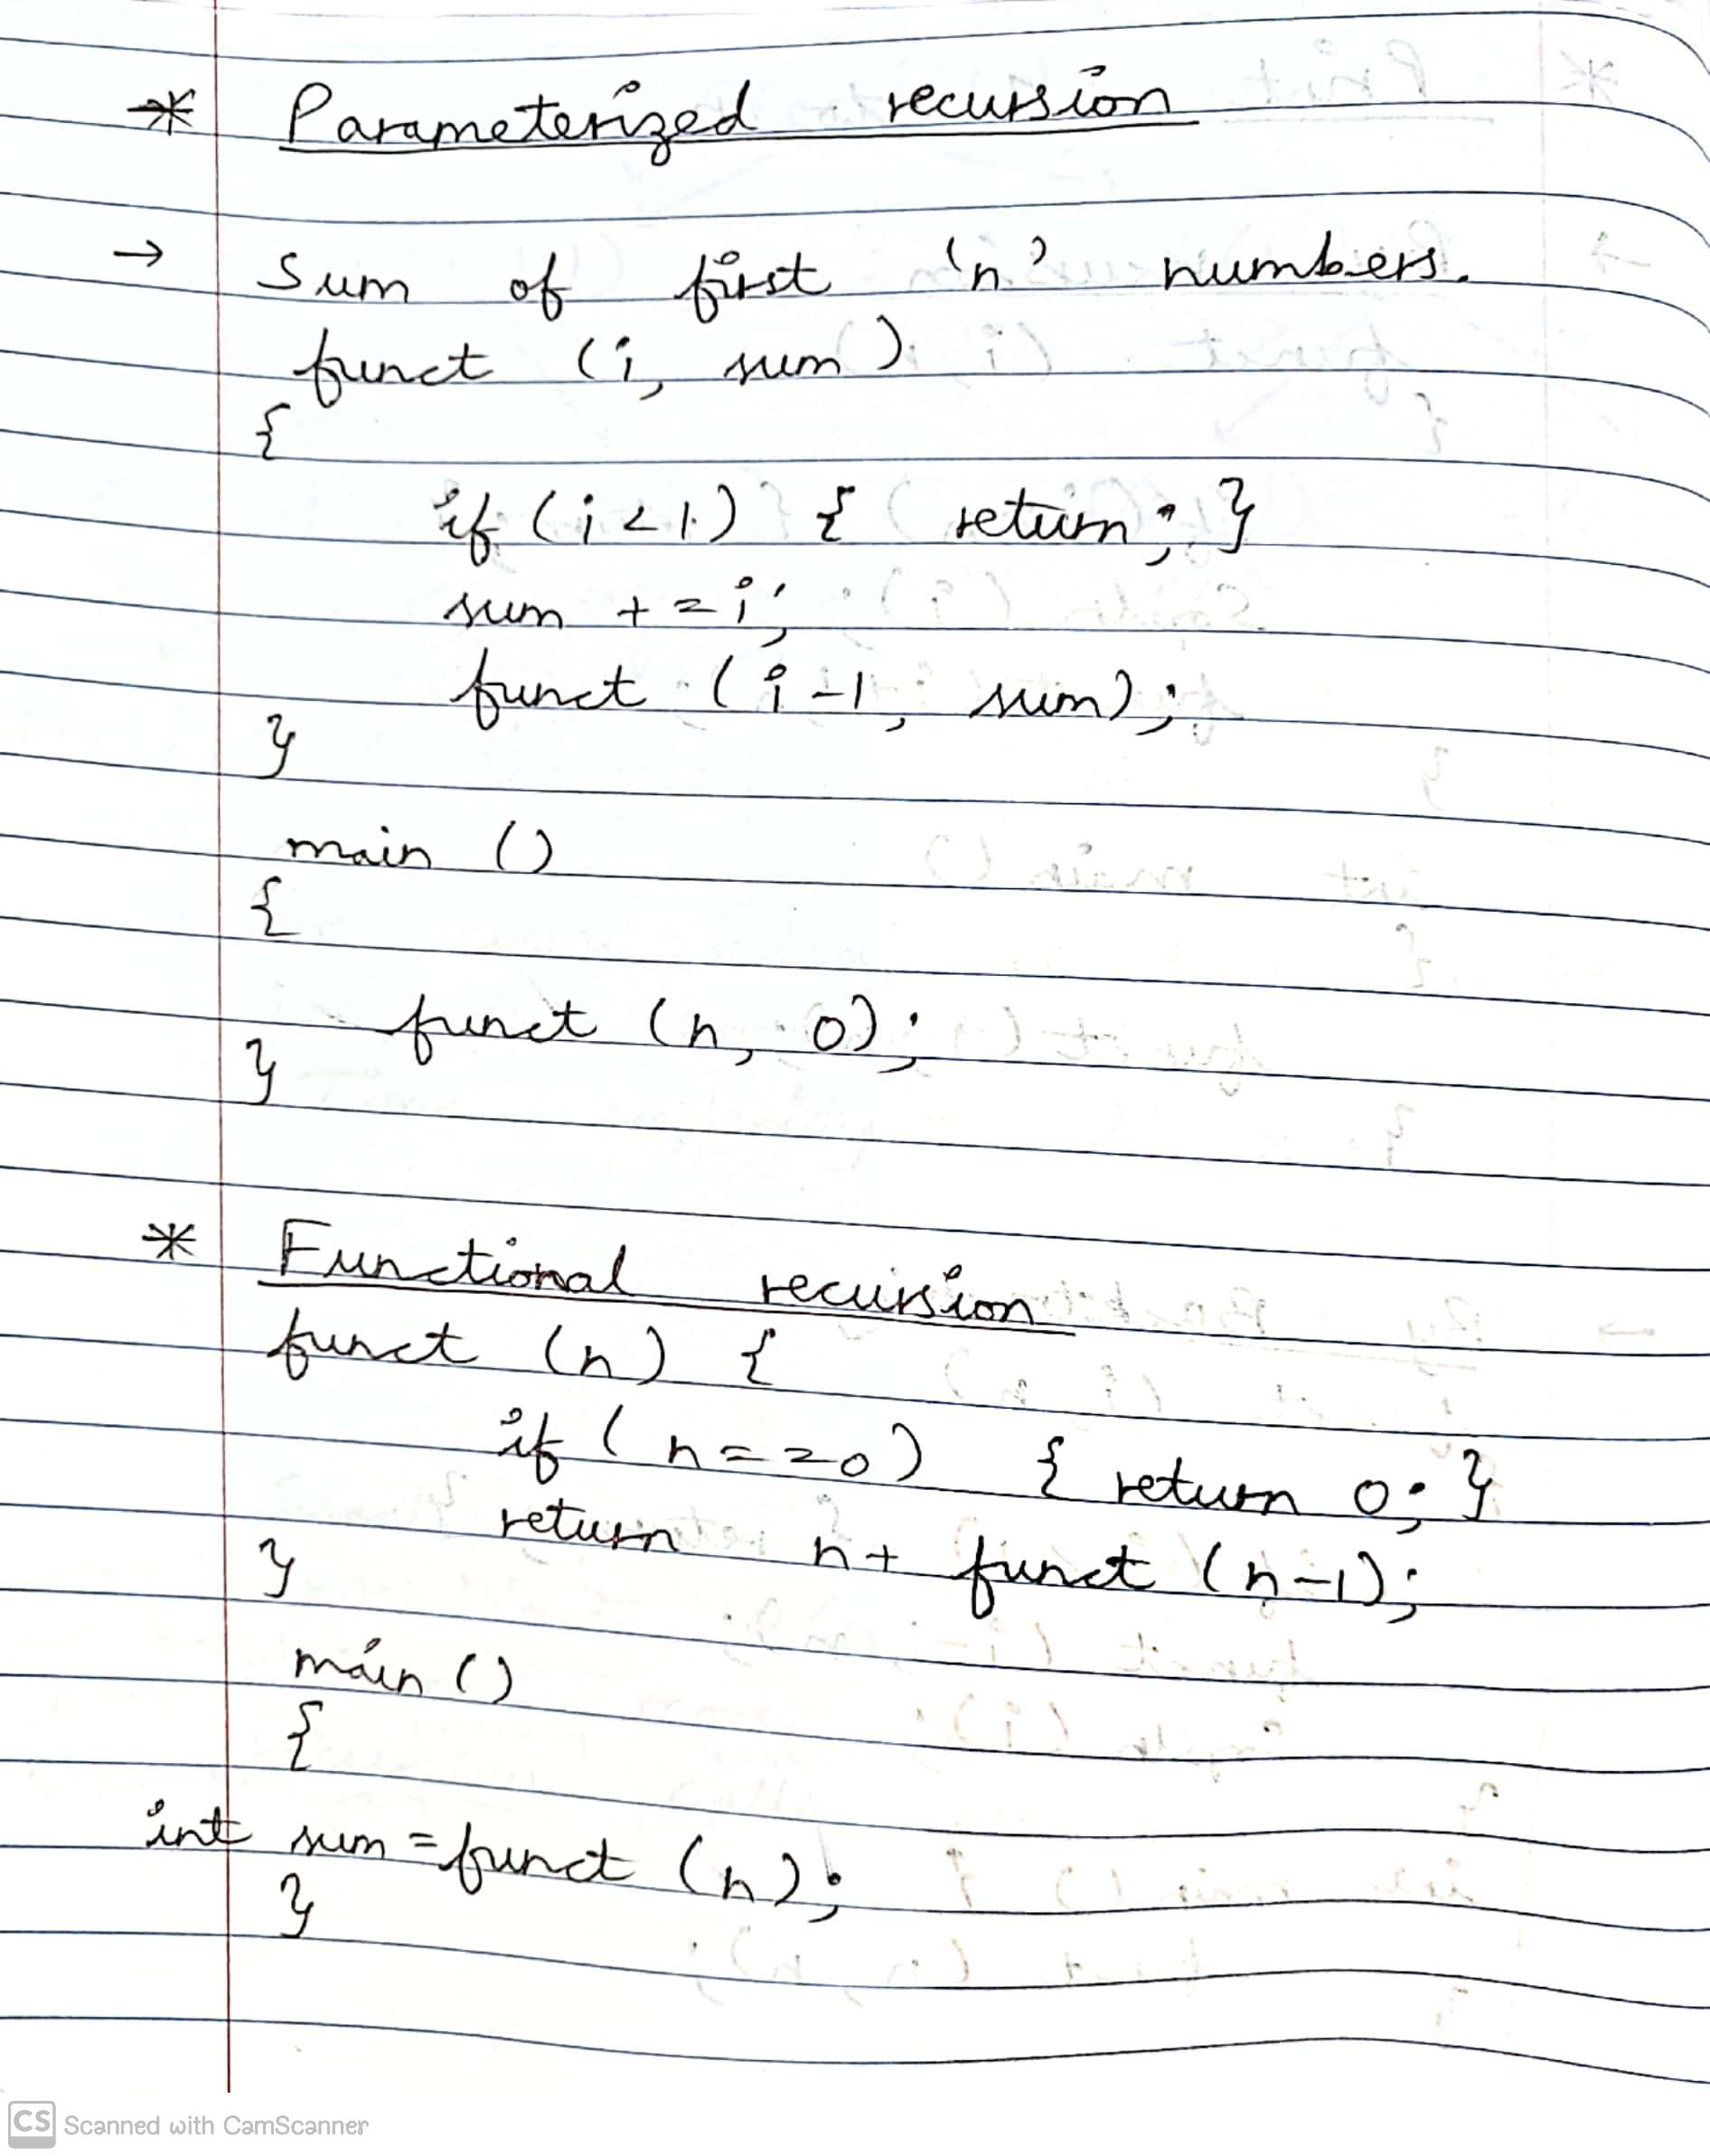 * Parameterized recursion
→ Sum of first 'n' numbers.
funct (i, sum)
{
if (i<1) { return; }
sum +=i;
funct (i-1, sum);
}
main ()
{
funct (n, 0);
}
* Functional recursion
funct (n) {
if (n==0) { return 0; }
return n+ funct (n-1);
}
main ()
{
int sum = funct (n);
}
CS Scanned with CamScanner